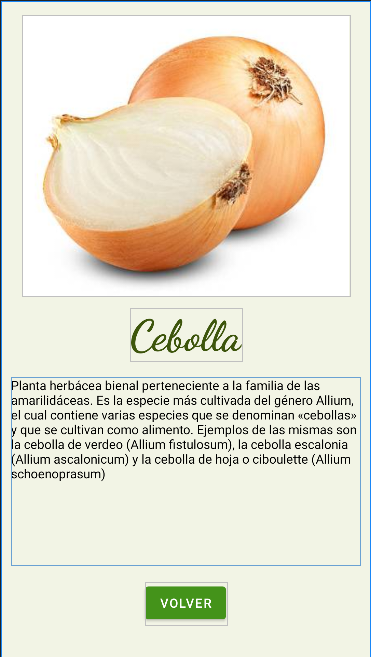 Cebolla
Planta herbácea bienal perteneciente a la familia de las
amarilidáceas. Es la especie más cultivada del género Allium,
el cual contiene varias especies que se denominan «cebollas»
y que se cultivan como alimento. Ejemplos de las mismas son
la cebolla de verdeo (Allium fistulosum), la cebolla escalonia
(Allium ascalonicum) y la cebolla de hoja o ciboulette (Allium
schoenoprasum)
VOLVER